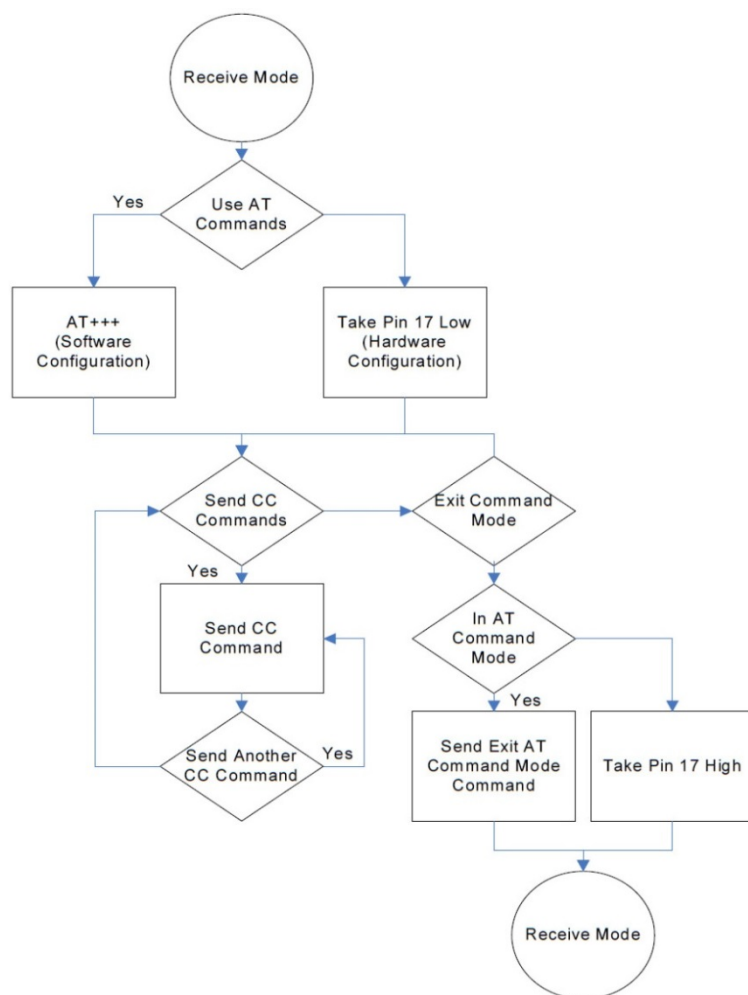 Receive Mode
Use AT
Commands
Yes
AT+++
(Software
Configuration)
Take Pin 17 Low
(Hardware
Configuration)
Send CC
Commands
Exit Command
Mode
Yes
Send CC
Command
In AT
Command
Mode
Yes
Send Another
CC Command
Yes
Send Exit AT
Command Mode
Command
Take Pin 17 High
Receive Mode